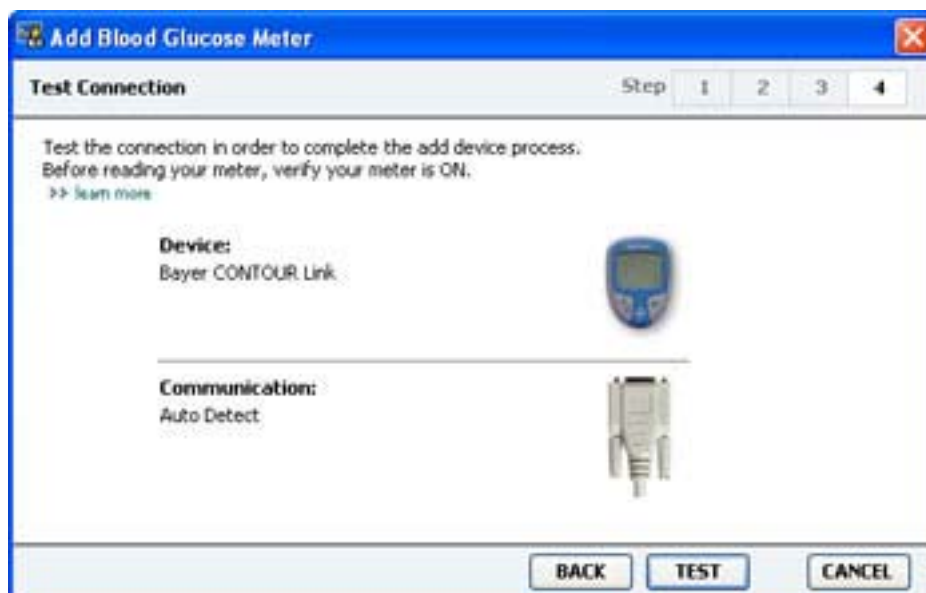 Add Blood Glucose Meter
Test Connection
Step 1 2 3 4
Test the connection in order to complete the add device process.
Before reading your meter, verify your meter is ON.
>> learn more
Device:
Bayer CONTOUR Link
Communication:
Auto Detect
BACK TEST CANCEL